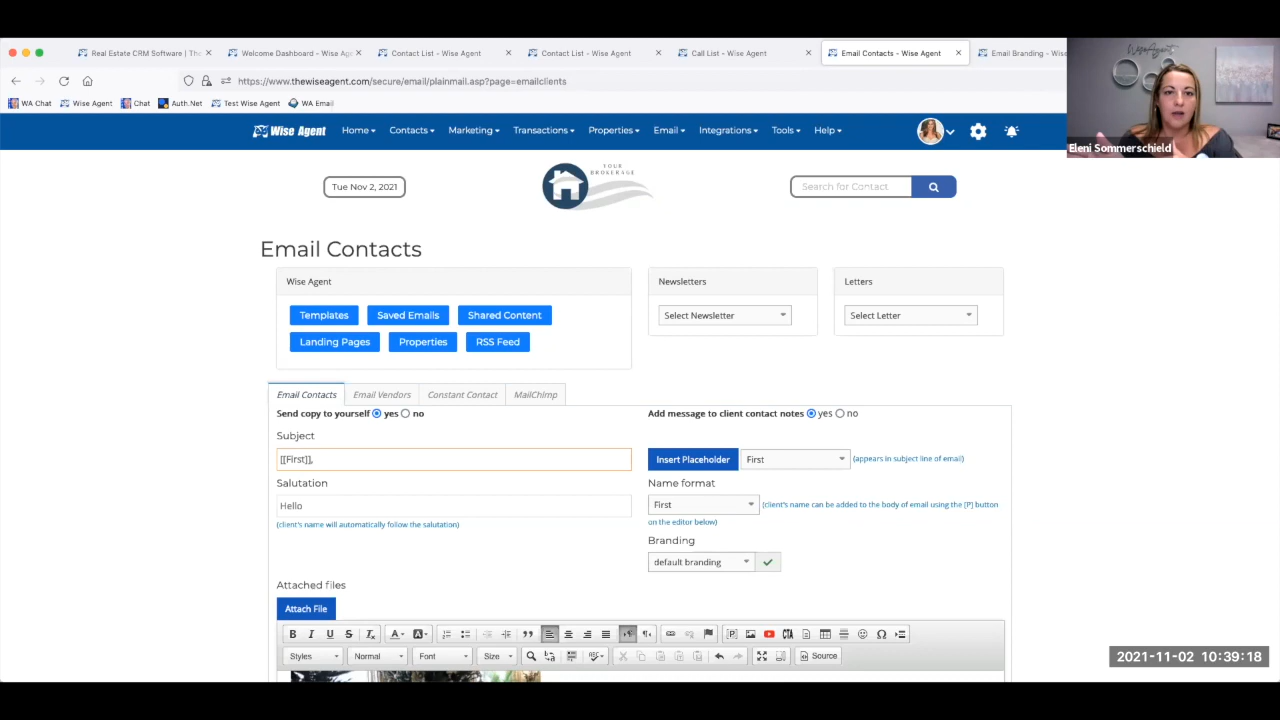 Real Estate CRM Software | The
Welcome Dashboard - Wise Age
Contact List - Wise Agent
Contact List - Wise Agent
Call List - Wise Agent
Email Contacts - Wise Agent
Email Branding - Wise
https://www.thewiseagent.com/secure/email/plainmail.asp?page=emailclients
WA Chat
Wise Agent
Chat
Auth.Net
Test Wise Agent
WA Email
WiseAgent
Eleni Sommerschield
Wise Agent
Home
Contacts
Marketing
Transactions
Properties
Email
Integrations
Tools
Help
Tue Nov 2, 2021
YOUR
BROKERAGE
Search for Contact
Email Contacts
Wise Agent
Newsletters
Letters
Templates
Saved Emails
Shared Content
Select Newsletter
Select Letter
Landing Pages
Properties
RSS Feed
Email Contacts
Email Vendors
Constant Contact
MailChimp
Send copy to yourself yes no
Add message to client contact notes yes no
Subject
[[First]],
Insert Placeholder
First
(appears in subject line of email)
Salutation
Name format
Hello
First
(client's name can be added to the body of email using the [P] button
on the editor below)
(client's name will automatically follow the salutation)
Branding
default branding
Attached files
Attach File
B I U S Ix A A
[P] CTA Ω
Styles
Normal
Font
Size
ABC
Source
2021-11-02 10:39:18